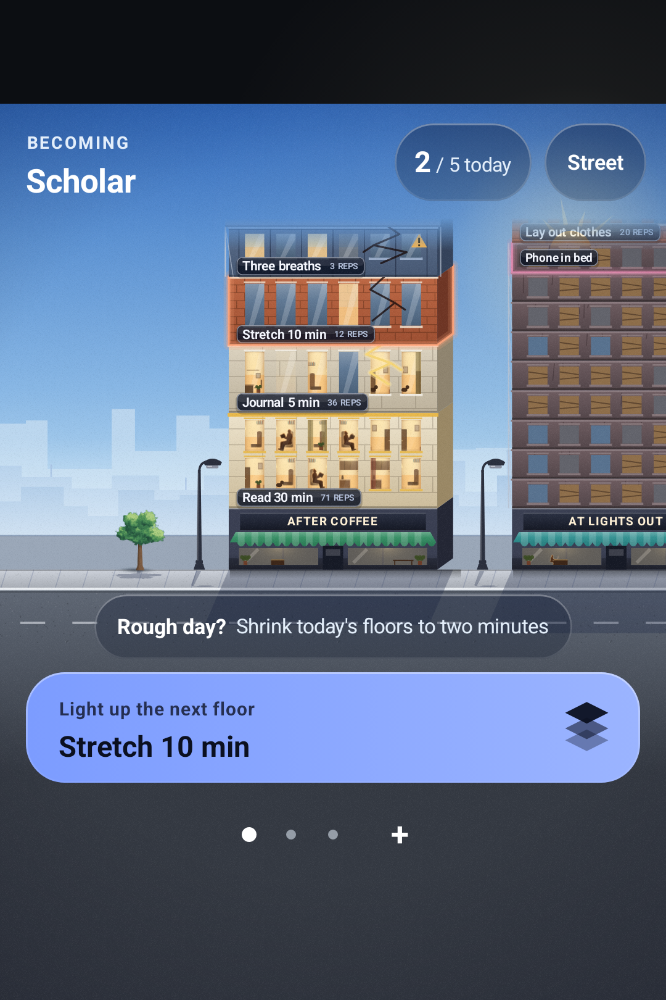 BECOMING
Scholar
2 / 5 today
Street
Three breaths 3 REPS
Stretch 10 min 12 REPS
Journal 5 min 36 REPS
Read 30 min 71 REPS
AFTER COFFEE
Lay out clothes 20 REPS
Phone in bed
AT LIGHTS OUT
Rough day? Shrink today's floors to two minutes
Light up the next floor
Stretch 10 min